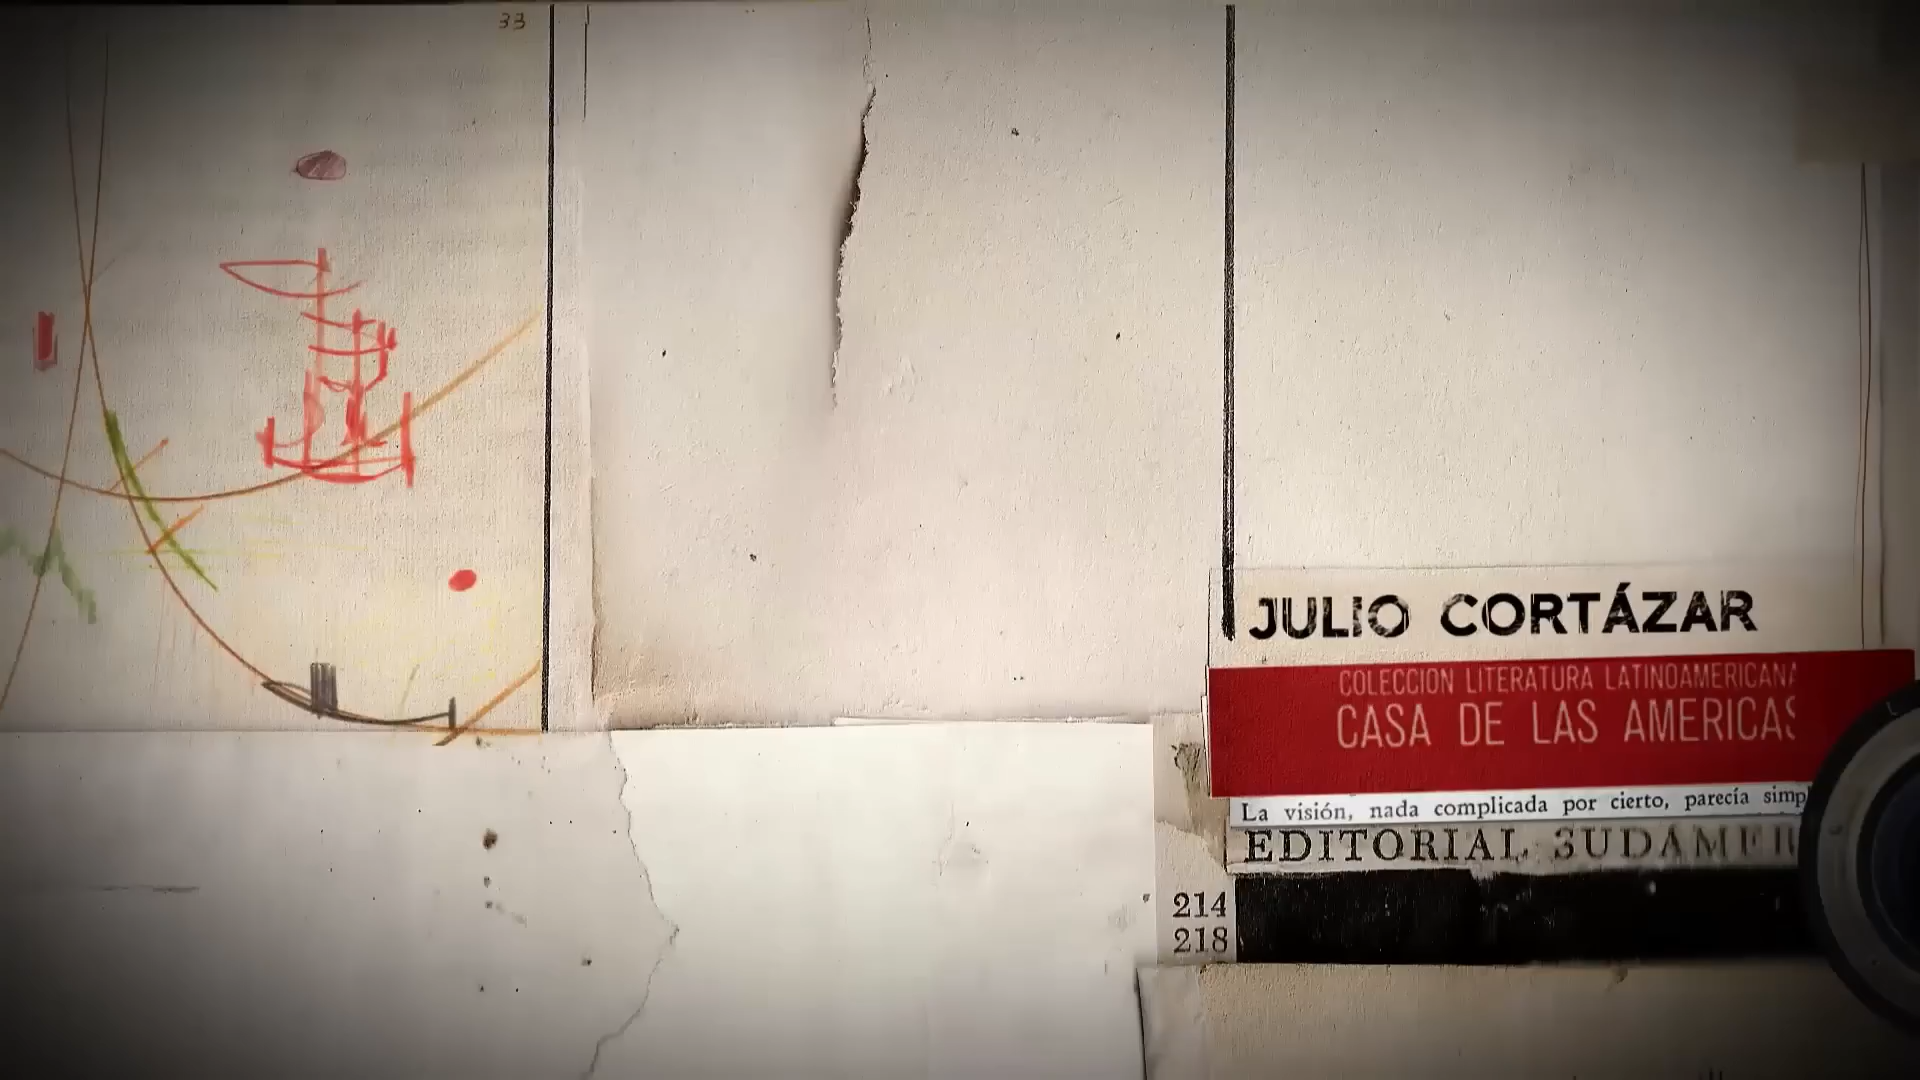 33
JULIO CORTÁZAR
COLECCION LITERATURA LATINOAMERICANA
CASA DE LAS AMERICAS
La visión, nada complicada por cierto, parecía
EDITORIAL
214
218